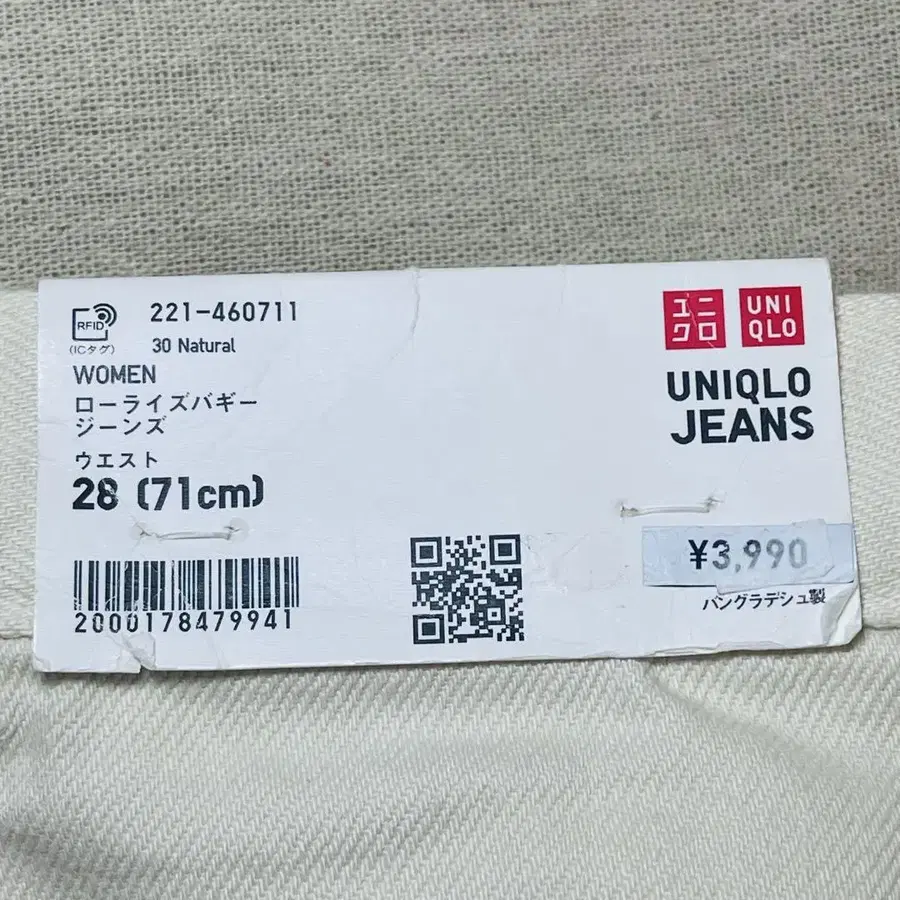 RFID
(ICタグ)
221-460711
30 Natural
WOMEN
ローライズバギー
ジーンズ
ウエスト
28 (71cm)
2000178479941
ユニ
クロ
UNI
QLO
UNIQLO
JEANS
¥3,990
バングラデシュ製